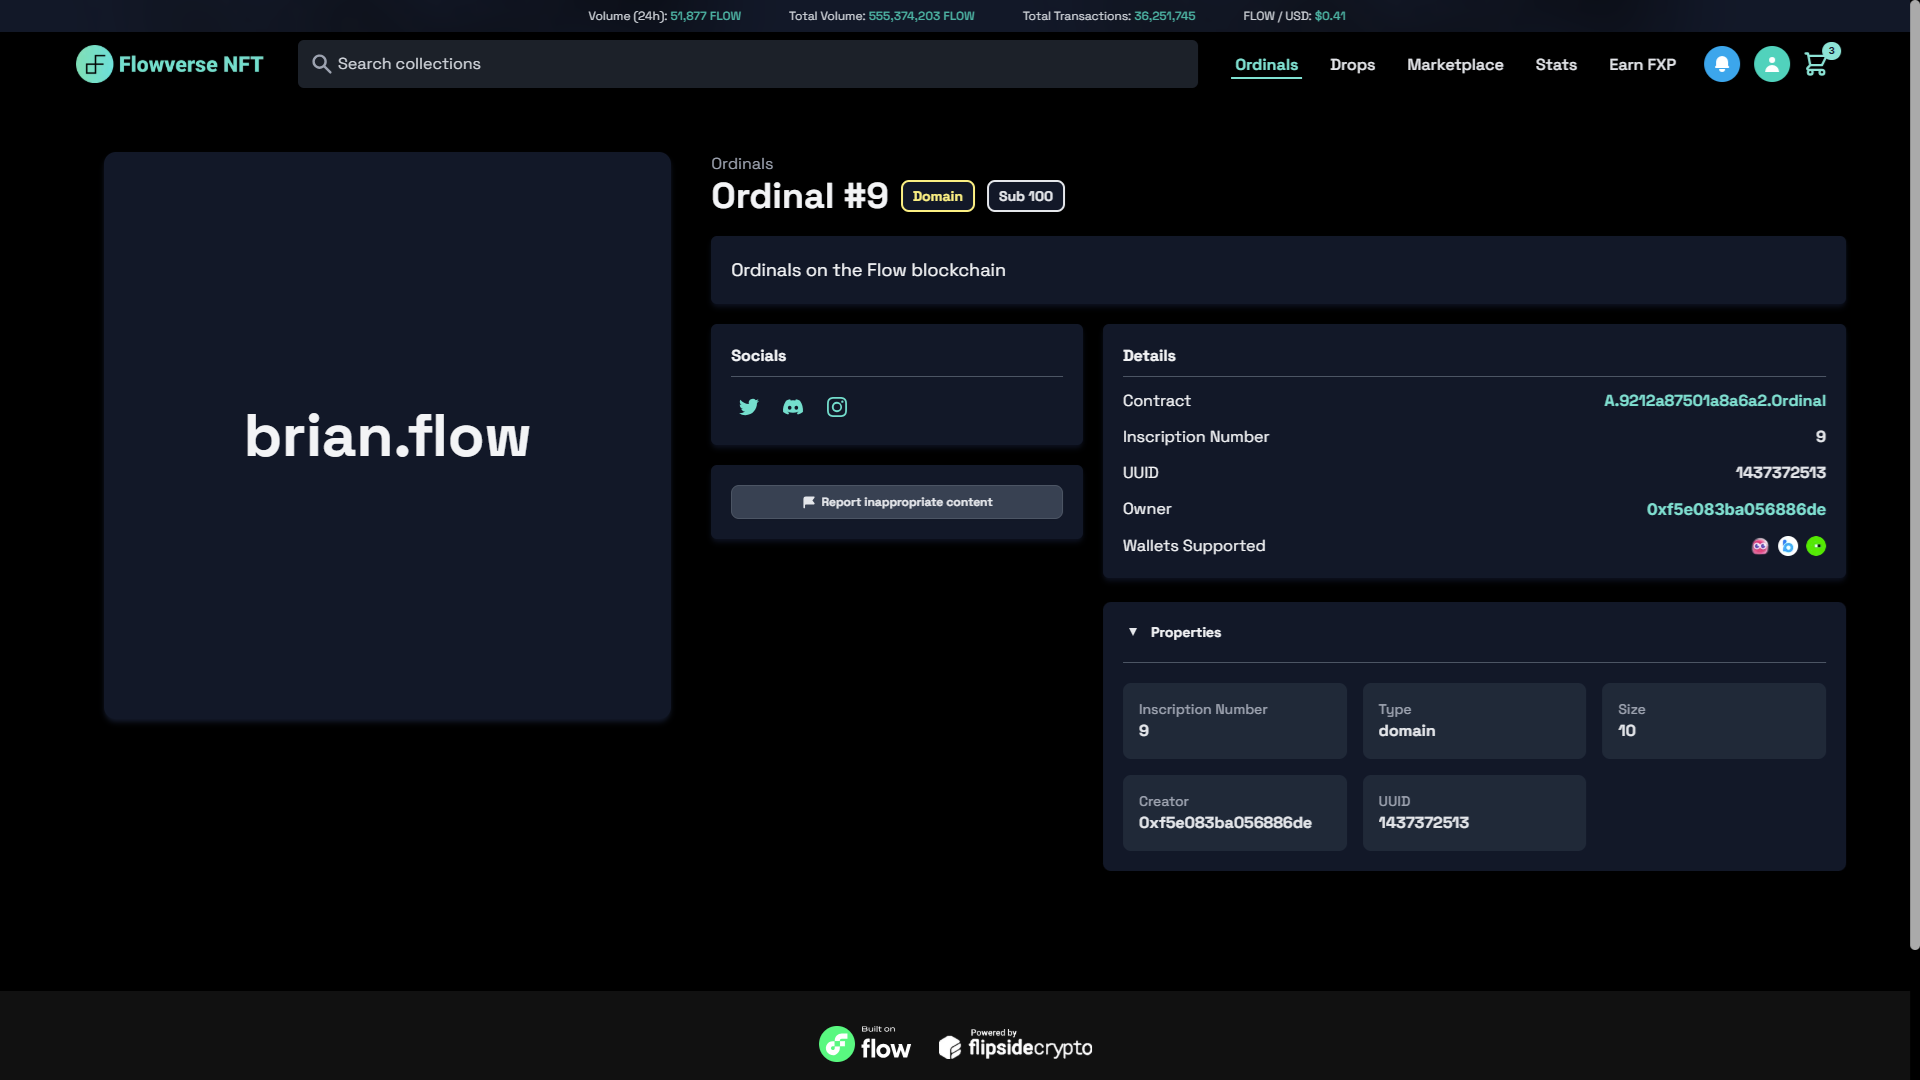 Volume (24h): 51,877 FLOW Total Volume: 555,374,203 FLOW Total Transactions: 36,251,745 FLOW / USD: $0.41
Flowverse NFT
Search collections
Ordinals Drops Marketplace Stats Earn FXP 3
Ordinals
Ordinal #9 Domain Sub 100
brian.flow
Ordinals on the Flow blockchain
Socials
Report inappropriate content
Details
Contract A.9212a87501a8a6a2.Ordinal
Inscription Number 9
UUID 1437372513
Owner 0xf5e083ba056886de
Wallets Supported
Properties
Inscription Number
9
Type
domain
Size
10
Creator
0xf5e083ba056886de
UUID
1437372513
Built on
flow
Powered by
flipsidecrypto